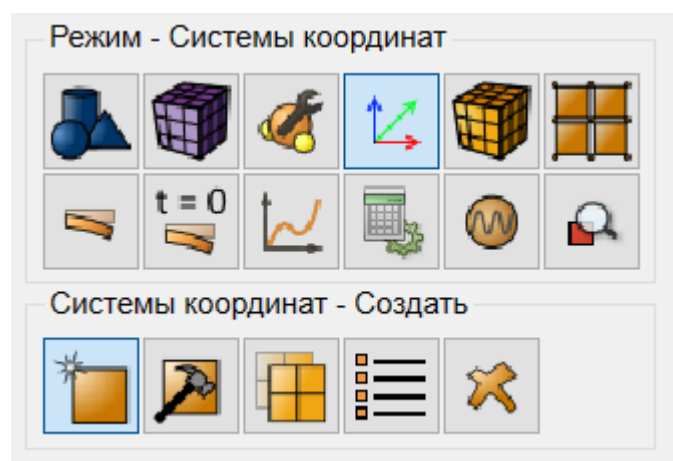 Режим - Системы координат
t = 0
Системы координат - Создать